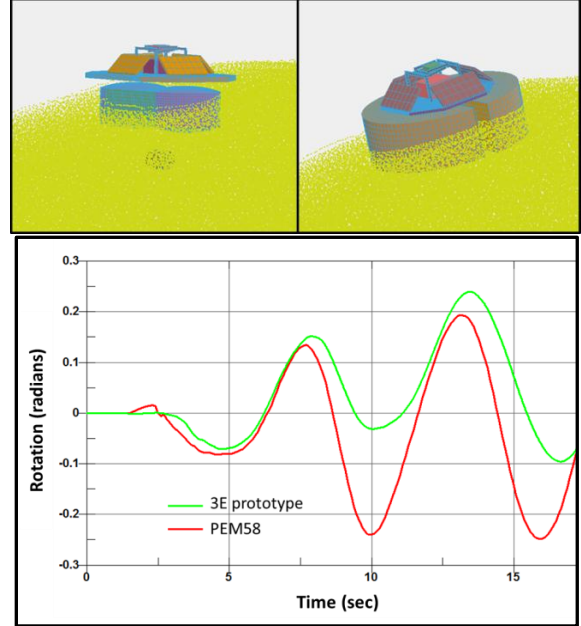 0.3
0.2
0.1
0
-0.1
-0.2
-0.3
Rotation (radians)
3E prototype
PEM58
0
5
10
15
Time (sec)